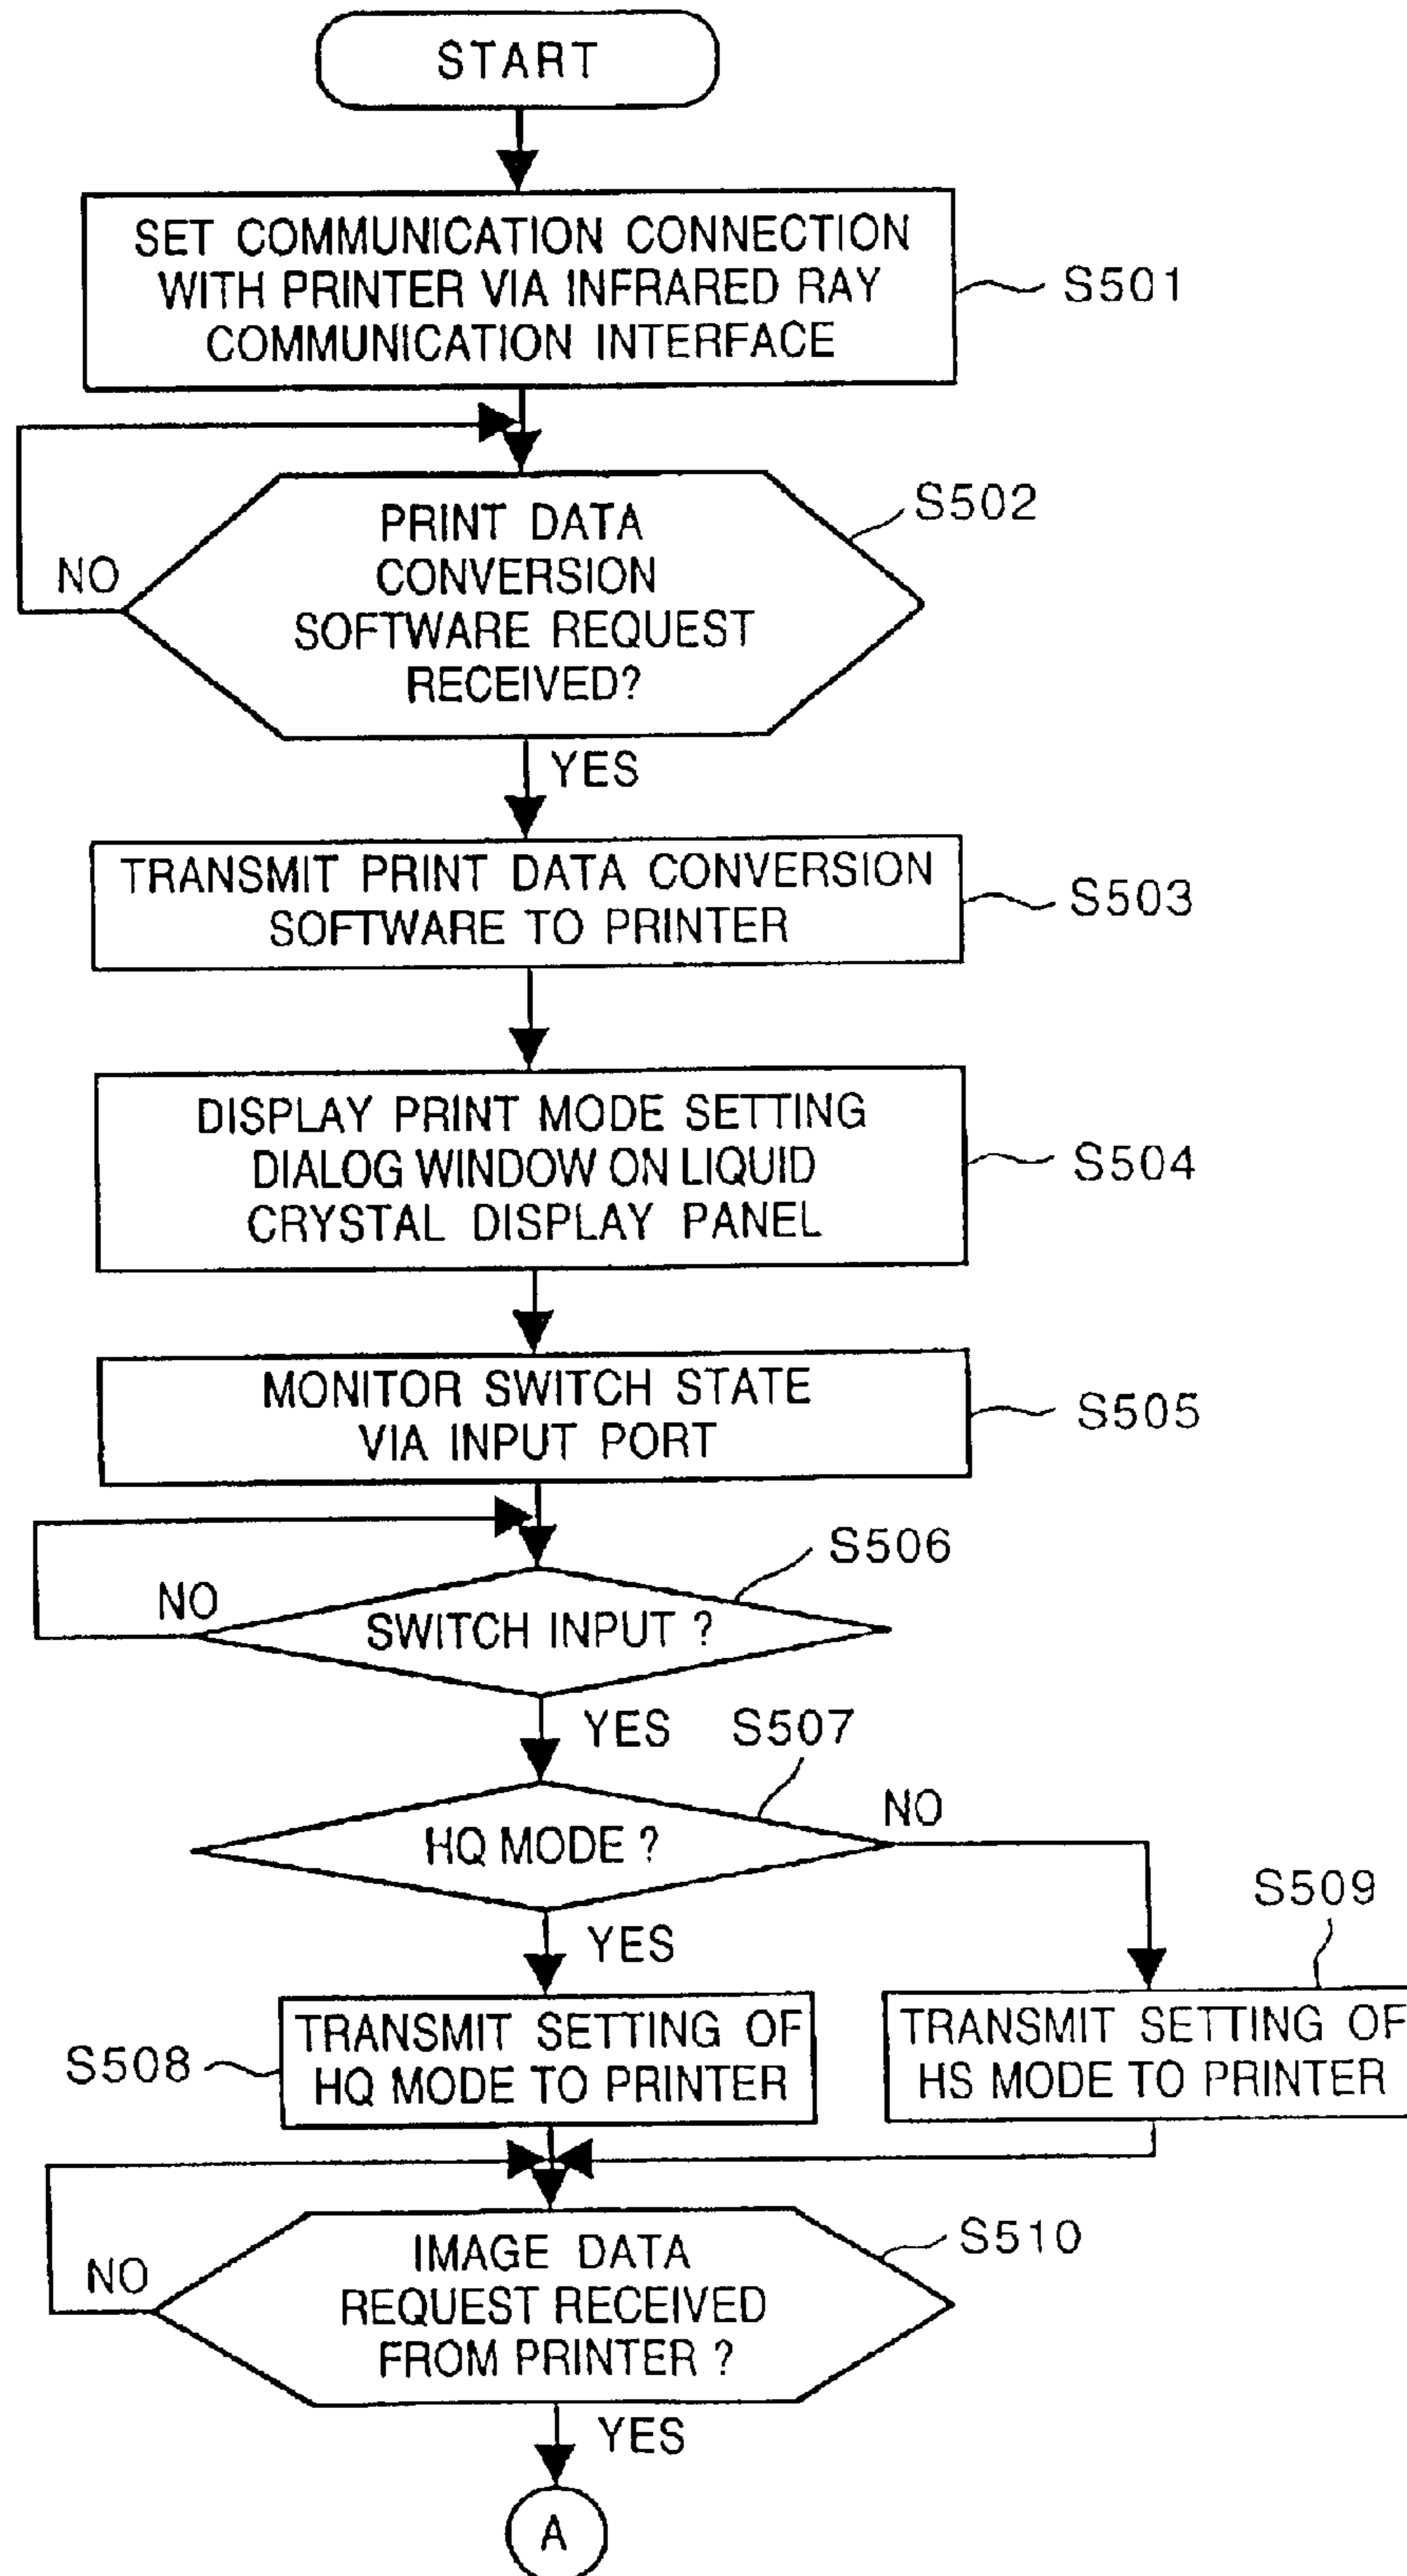 START
SET COMMUNICATION CONNECTION
WITH PRINTER VIA INFRARED RAY
COMMUNICATION INTERFACE
S501
PRINT DATA
CONVERSION
SOFTWARE REQUEST
RECEIVED?
S502
NO
YES
TRANSMIT PRINT DATA CONVERSION
SOFTWARE TO PRINTER
S503
DISPLAY PRINT MODE SETTING
DIALOG WINDOW ON LIQUID
CRYSTAL DISPLAY PANEL
S504
MONITOR SWITCH STATE
VIA INPUT PORT
S505
S506
NO
SWITCH INPUT ?
YES
S507
HQ MODE ?
NO
YES
S509
S508
TRANSMIT SETTING OF
HQ MODE TO PRINTER
TRANSMIT SETTING OF
HS MODE TO PRINTER
S510
NO
IMAGE DATA
REQUEST RECEIVED
FROM PRINTER ?
YES
A